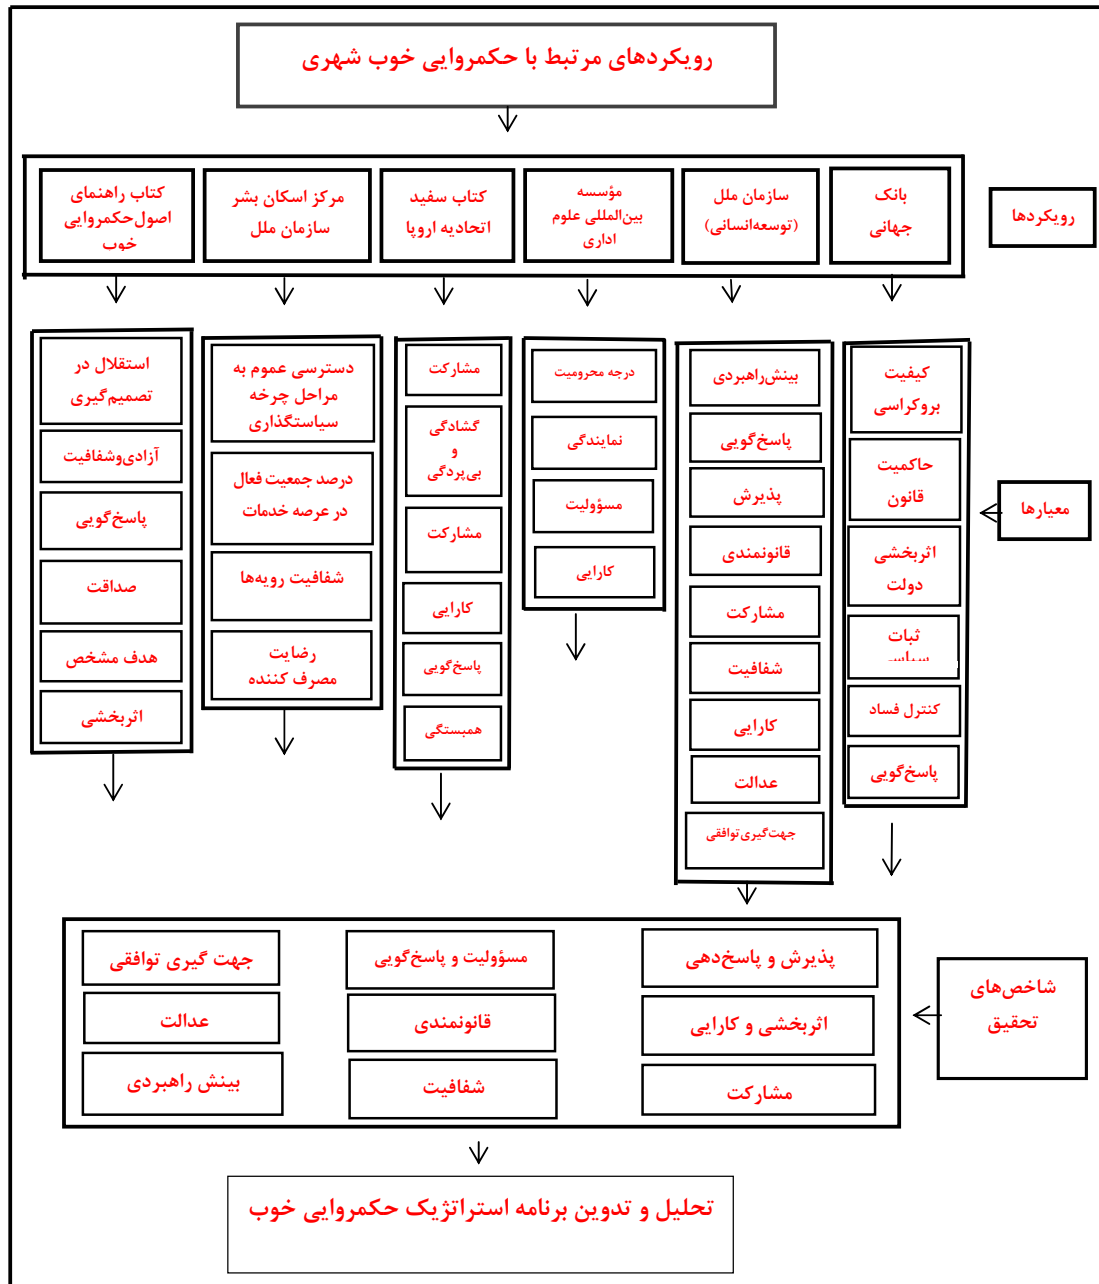 رویکردهای مرتبط با حکمروایی خوب شهری
رویکردها
بانک
جهانی
سازمان ملل
(توسعه‌انسانی)
مؤسسه
بین‌المللی علوم
اداری
کتاب سفید
اتحادیه اروپا
مرکز اسکان بشر
سازمان ملل
کتاب راهنمای
اصول‌حکمروایی
خوب
معیارها
کیفیت
بروکراسی
حاکمیت
قانون
اثربخشی
دولت
ثبات
سیاسی
کنترل فساد
پاسخ‌گویی
بینش‌راهبردی
پاسخ‌گویی
پذیرش
قانونمندی
مشارکت
شفافیت
کارایی
عدالت
جهت‌گیری‌توافقی
درجه محرومیت
نمایندگی
مسؤولیت
کارایی
مشارکت
گشادگی
و
بی‌پردگی
مشارکت
کارایی
پاسخ‌گویی
همبستگی
دسترسی عموم به
مراحل چرخه
سیاستگذاری
درصد جمعیت فعال
در عرصه خدمات
شفافیت رویه‌ها
رضایت
مصرف کننده
استقلال در
تصمیم‌گیری
آزادی‌وشفافیت
پاسخ‌گویی
صداقت
هدف مشخص
اثربخشی
شاخص‌های
تحقیق
پذیرش و پاسخ‌دهی
مسؤولیت و پاسخ‌گویی
جهت گیری توافقی
اثربخشی و کارایی
قانونمندی
عدالت
مشارکت
شفافیت
بینش راهبردی
تحلیل و تدوین برنامه استراتژیک حکمروایی خوب